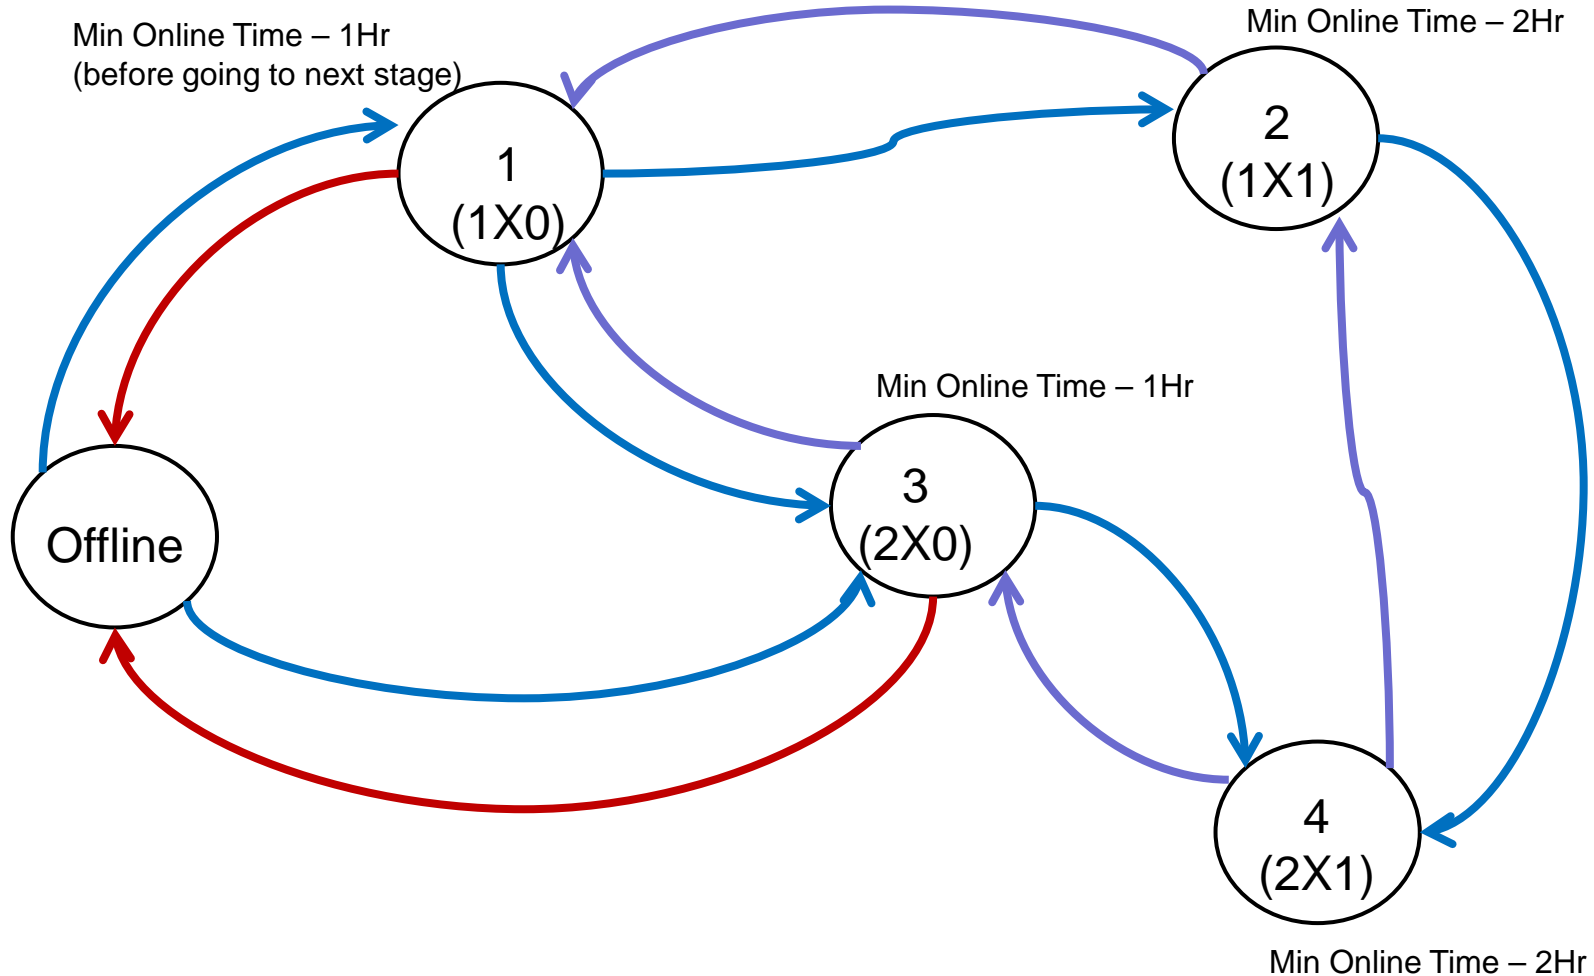 Min Online Time – 1Hr
(before going to next stage)
Min Online Time – 2Hr
1
(1X0)
2
(1X1)
Min Online Time – 1Hr
3
(2X0)
Offline
4
(2X1)
Min Online Time – 2Hr